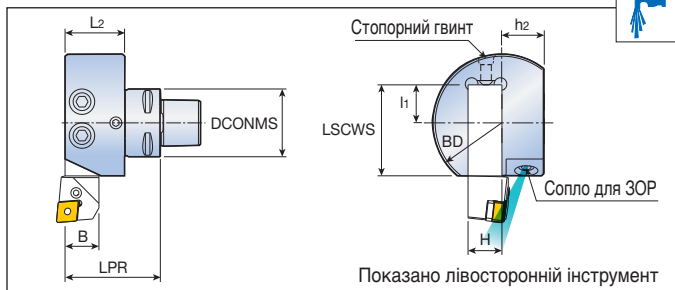 L2
DCONMS
B
LPR
Стопорний гвинт
h2
l1
LSCWS
BD
Сопло для ЗОР
H
Показано лівосторонній інструмент